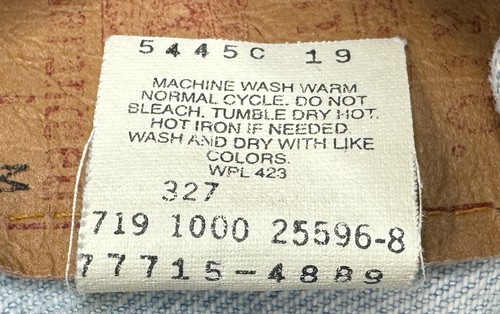 5445C 19
MACHINE WASH WARM
NORMAL CYCLE. DO NOT
BLEACH. TUMBLE DRY HOT.
HOT IRON IF NEEDED.
WASH AND DRY WITH LIKE
COLORS.
WPL 423
327
719 1000 25596-8
77715-4889